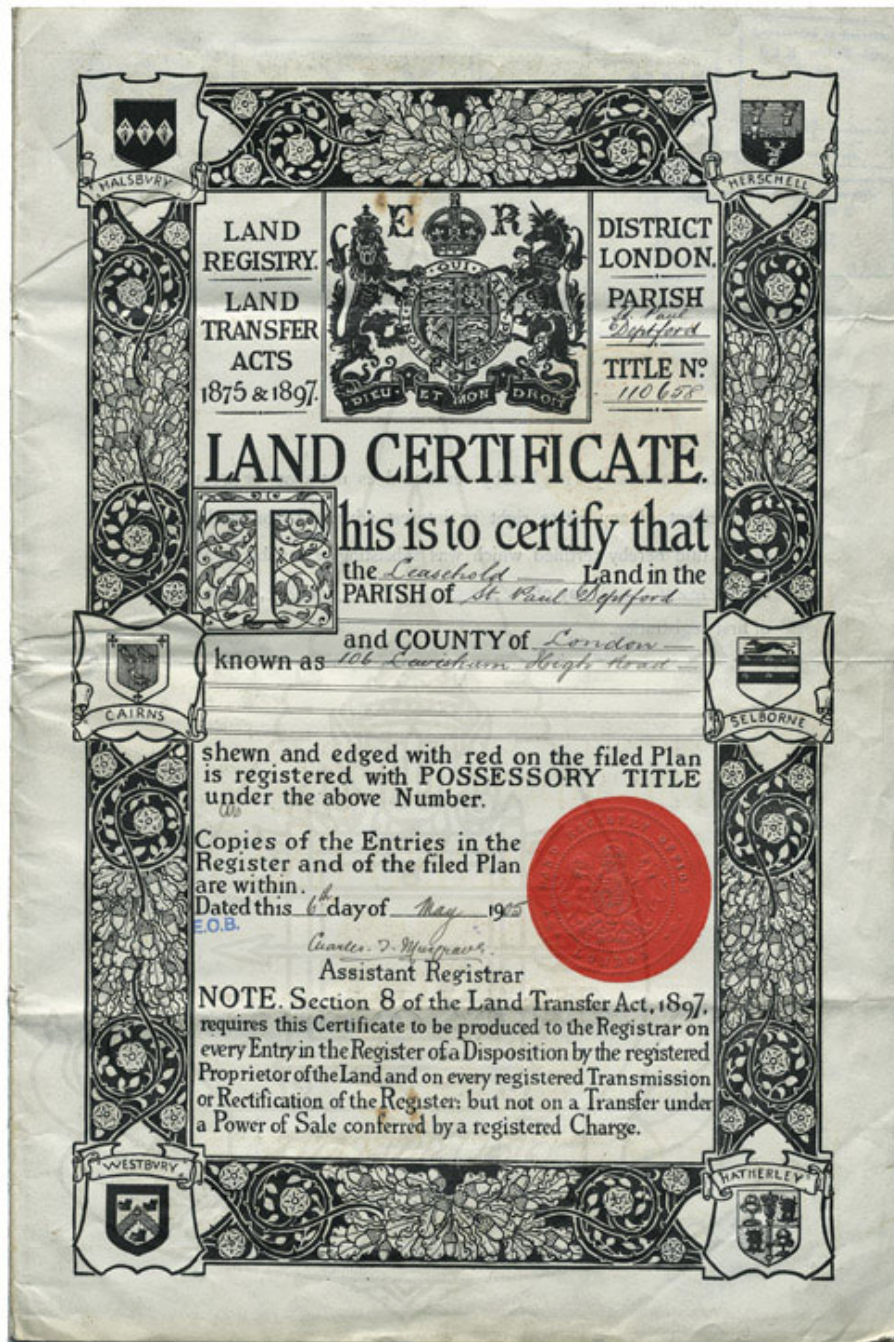 HALSBURY
HERSCHELL
LAND
REGISTRY.
LAND
TRANSFER
ACTS
1875 & 1897.
E R
QUI
DIEU ET MON DROIT
DISTRICT
LONDON.
PARISH
St. Paul
Deptford
TITLE No.
110658
LAND CERTIFICATE.
This is to certify that
the Leasehold Land in the
PARISH of St. Paul Deptford
and COUNTY of London
known as 106 Lewisham High Road
CAIRNS
SELBORNE
shewn and edged with red on the filed Plan
is registered with POSSESSORY TITLE
under the above Number.
Copies of the Entries in the
Register and of the filed Plan
are within.
Dated this 6th day of May 1905
E.O.B.
Assistant Registrar
NOTE. Section 8 of the Land Transfer Act, 1897,
requires this Certificate to be produced to the Registrar on
every Entry in the Register of a Disposition by the registered
Proprietor of the Land and on every registered Transmission
or Rectification of the Register: but not on a Transfer under
a Power of Sale conferred by a registered Charge.
WESTBVRY
HATHERLEY